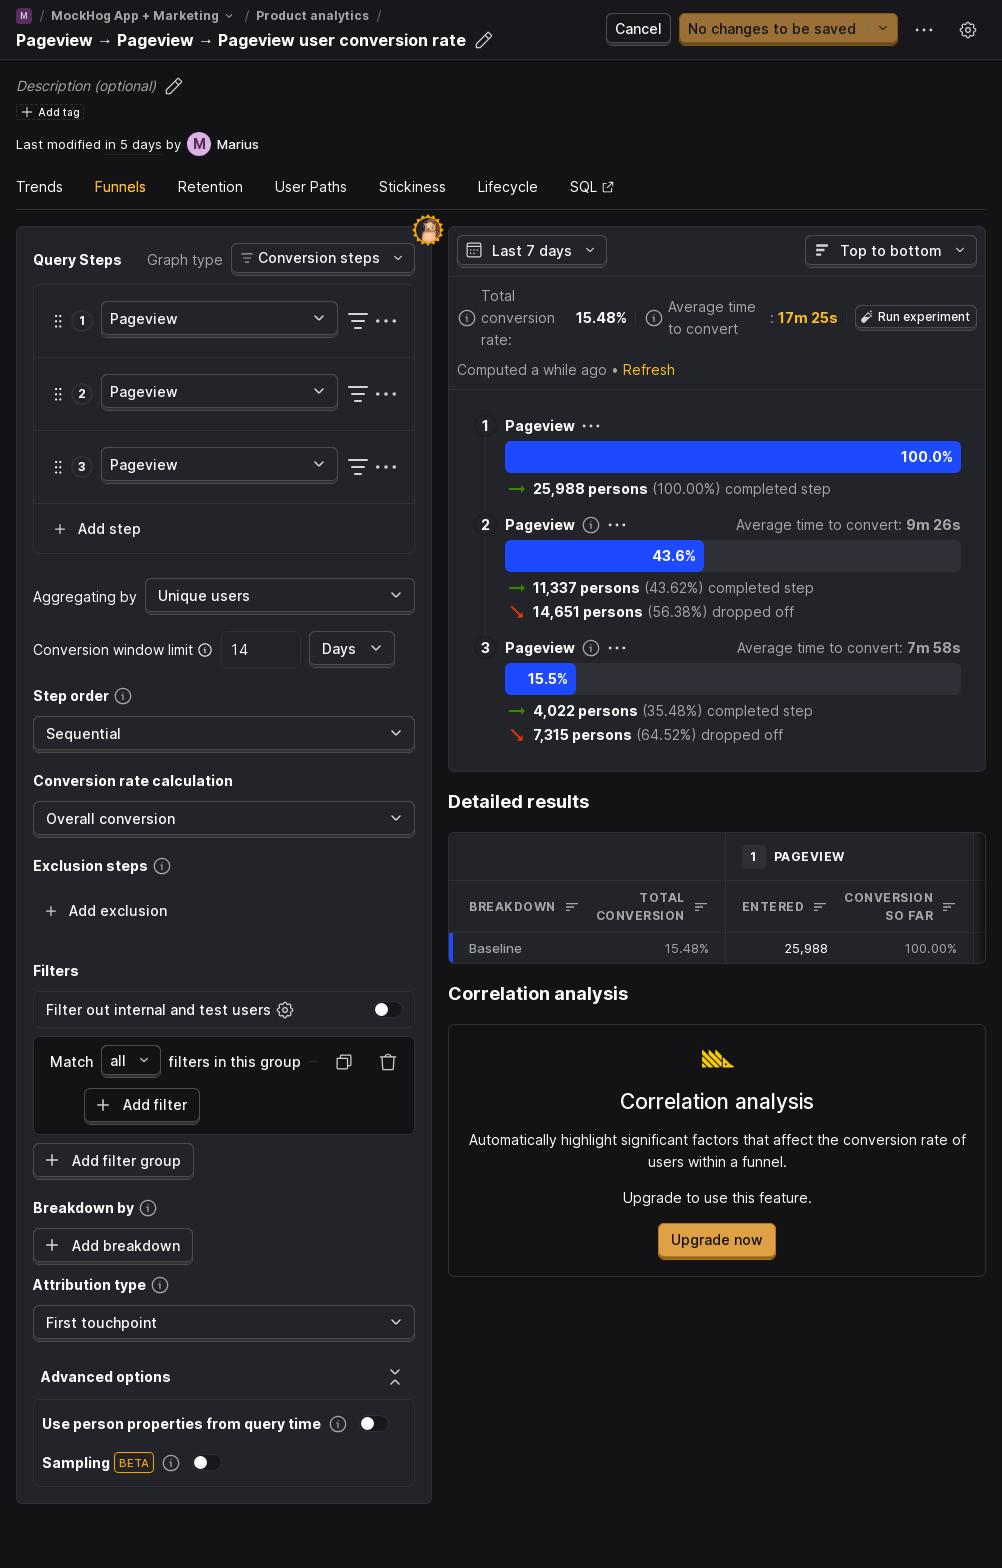 M / MockHog App + Marketing / Product analytics /
Pageview → Pageview → Pageview user conversion rate
Cancel
No changes to be saved
Description (optional)
Add tag
Last modified in 5 days by M Marius
Trends Funnels Retention User Paths Stickiness Lifecycle SQL
Query Steps Graph type Conversion steps
1 Pageview
2 Pageview
3 Pageview
Add step
Aggregating by Unique users
Conversion window limit 14 Days
Step order
Sequential
Conversion rate calculation
Overall conversion
Exclusion steps
Add exclusion
Filters
Filter out internal and test users
Match all filters in this group
Add filter
Add filter group
Breakdown by
Add breakdown
Attribution type
First touchpoint
Advanced options
Use person properties from query time
Sampling BETA
Last 7 days
Top to bottom
Total conversion rate: 15.48%
Average time to convert : 17m 25s
Run experiment
Computed a while ago • Refresh
1 Pageview
100.0%
25,988 persons (100.00%) completed step
2 Pageview Average time to convert: 9m 26s
43.6%
11,337 persons (43.62%) completed step
14,651 persons (56.38%) dropped off
3 Pageview Average time to convert: 7m 58s
15.5%
4,022 persons (35.48%) completed step
7,315 persons (64.52%) dropped off
Detailed results
1 PAGEVIEW
BREAKDOWN TOTAL CONVERSION ENTERED CONVERSION SO FAR
Baseline 15.48% 25,988 100.00%
Correlation analysis
Correlation analysis
Automatically highlight significant factors that affect the conversion rate of
users within a funnel.
Upgrade to use this feature.
Upgrade now